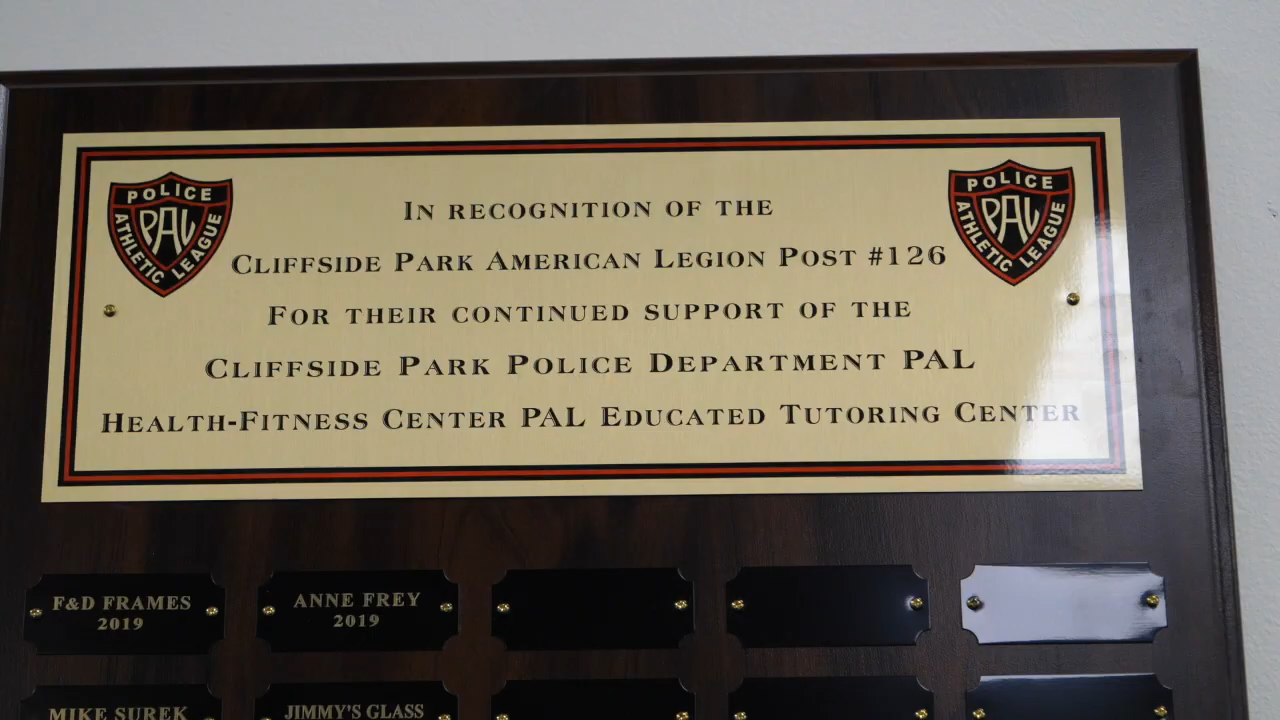 POLICE
PAL
ATHLETIC LEAGUE
POLICE
PAL
ATHLETIC LEAGUE
IN RECOGNITION OF THE
CLIFFSIDE PARK AMERICAN LEGION POST #126
FOR THEIR CONTINUED SUPPORT OF THE
CLIFFSIDE PARK POLICE DEPARTMENT PAL
HEALTH-FITNESS CENTER PAL EDUCATED TUTORING CENTER
F&D FRAMES
2019
ANNE FREY
2019
MIKE SUREK
JIMMY'S GLASS